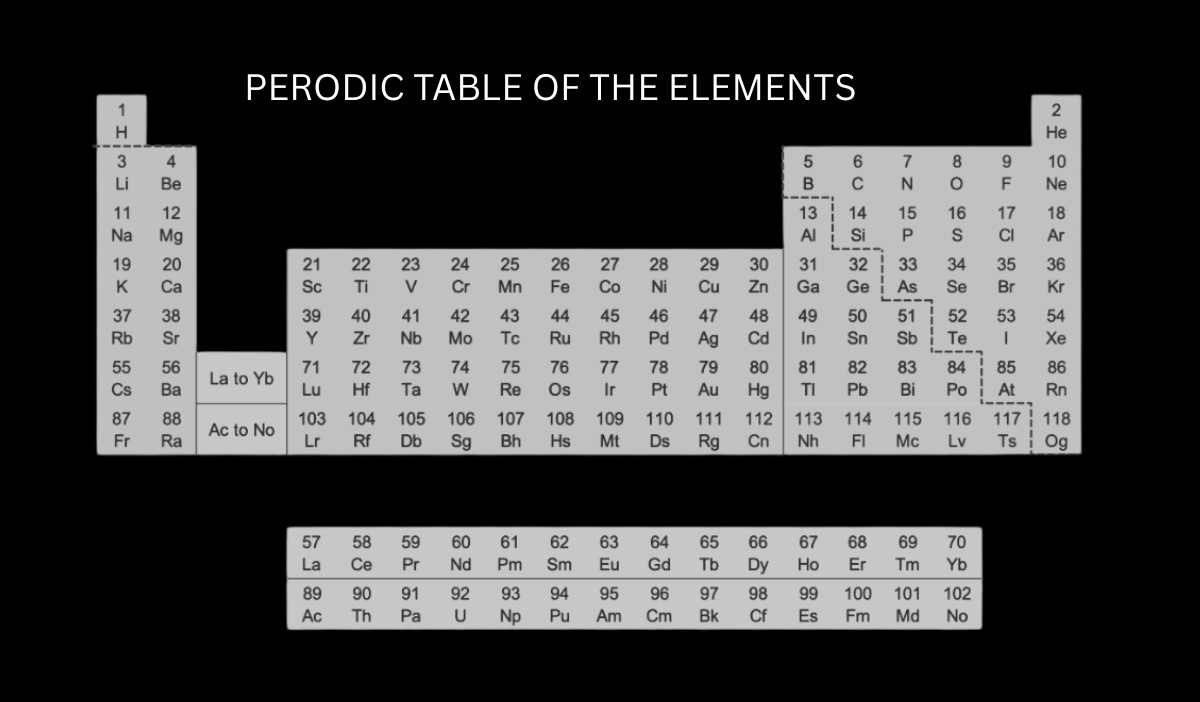 PERODIC TABLE OF THE ELEMENTS
1 2
H He
3 4 5 6 7 8 9 10
Li Be B C N O F Ne
11 12 13 14 15 16 17 18
Na Mg Al Si P S Cl Ar
19 20 21 22 23 24 25 26 27 28 29 30 31 32 33 34 35 36
K Ca Sc Ti V Cr Mn Fe Co Ni Cu Zn Ga Ge As Se Br Kr
37 38 39 40 41 42 43 44 45 46 47 48 49 50 51 52 53 54
Rb Sr Y Zr Nb Mo Tc Ru Rh Pd Ag Cd In Sn Sb Te I Xe
55 56 La to Yb 71 72 73 74 75 76 77 78 79 80 81 82 83 84 85 86
Cs Ba Lu Hf Ta W Re Os Ir Pt Au Hg Tl Pb Bi Po At Rn
87 88 Ac to No 103 104 105 106 107 108 109 110 111 112 113 114 115 116 117 118
Fr Ra Lr Rf Db Sg Bh Hs Mt Ds Rg Cn Nh Fl Mc Lv Ts Og
57 58 59 60 61 62 63 64 65 66 67 68 69 70
La Ce Pr Nd Pm Sm Eu Gd Tb Dy Ho Er Tm Yb
89 90 91 92 93 94 95 96 97 98 99 100 101 102
Ac Th Pa U Np Pu Am Cm Bk Cf Es Fm Md No